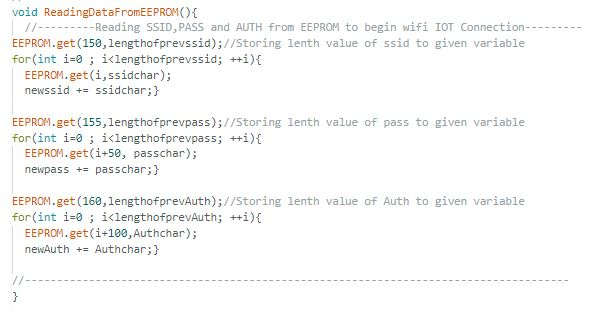 void ReadingDataFromEEPROM(){
//---------Reading SSID,PASS and AUTH from EEPROM to begin wifi IOT Connection---------
EEPROM.get(150,lengthofprevssid);//Storing lenth value of ssid to given variable
for(int i=0 ; i<lengthofprevssid; ++i){
EEPROM.get(i,ssidchar);
newssid += ssidchar;}
EEPROM.get(155,lengthofprevpass);//Storing lenth value of pass to given variable
for(int i=0 ; i<lengthofprevpass; ++i){
EEPROM.get(i+50, passchar);
newpass += passchar;}
EEPROM.get(160,lengthofprevAuth);//Storing lenth value of Auth to given variable
for(int i=0 ; i<lengthofprevAuth; ++i){
EEPROM.get(i+100,Authchar);
newAuth += Authchar;}
//-------------------------------------------------------------------------------------
}